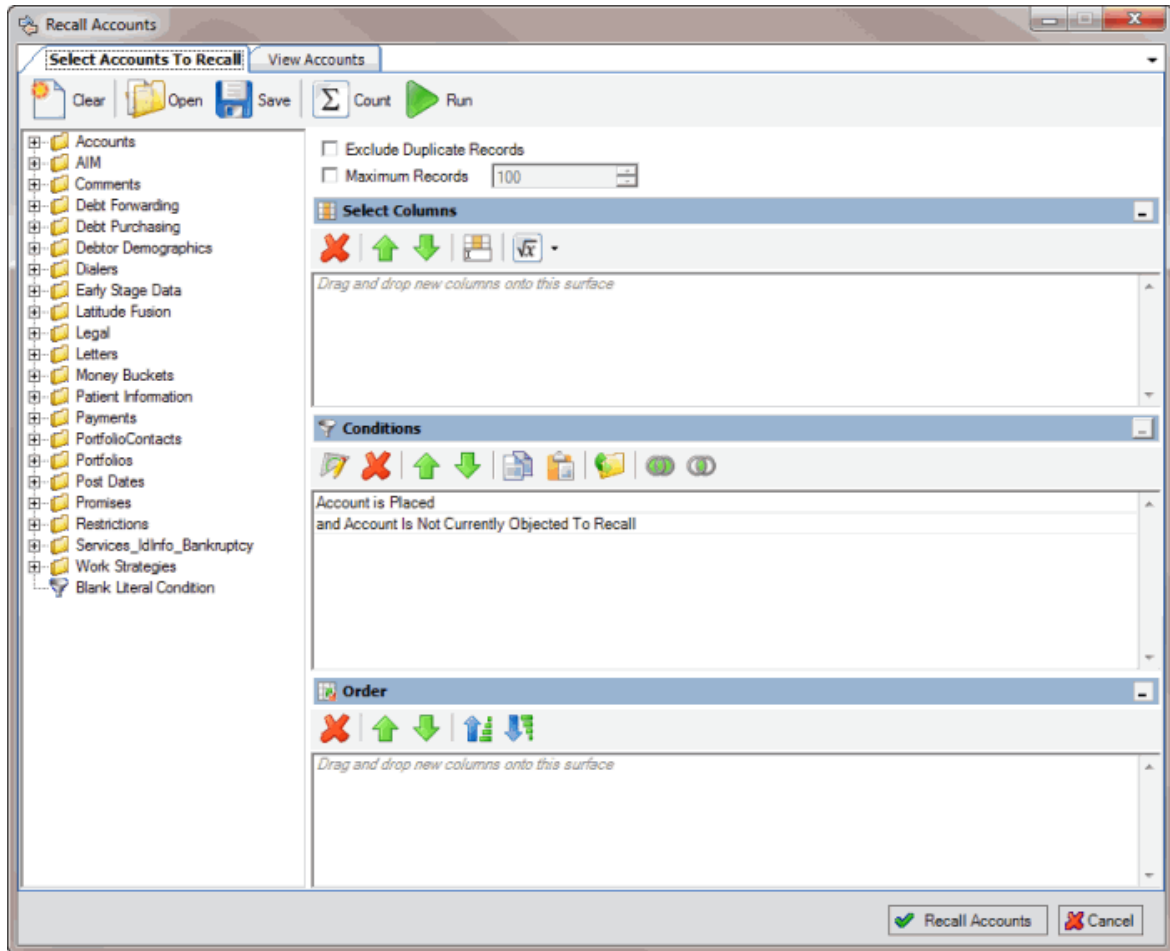 Recall Accounts
Select Accounts To Recall View Accounts
Clear Open Save Σ Count Run
Accounts
AIM
Comments
Debt Forwarding
Debt Purchasing
Debtor Demographics
Dialers
Early Stage Data
Latitude Fusion
Legal
Letters
Money Buckets
Patient Information
Payments
PortfolioContacts
Portfolios
Post Dates
Promises
Restrictions
Services_IdInfo_Bankruptcy
Work Strategies
Blank Literal Condition
Exclude Duplicate Records
Maximum Records 100
Select Columns
√x
Drag and drop new columns onto this surface
Conditions
Account is Placed
and Account Is Not Currently Objected To Recall
Order
Drag and drop new columns onto this surface
Recall Accounts Cancel